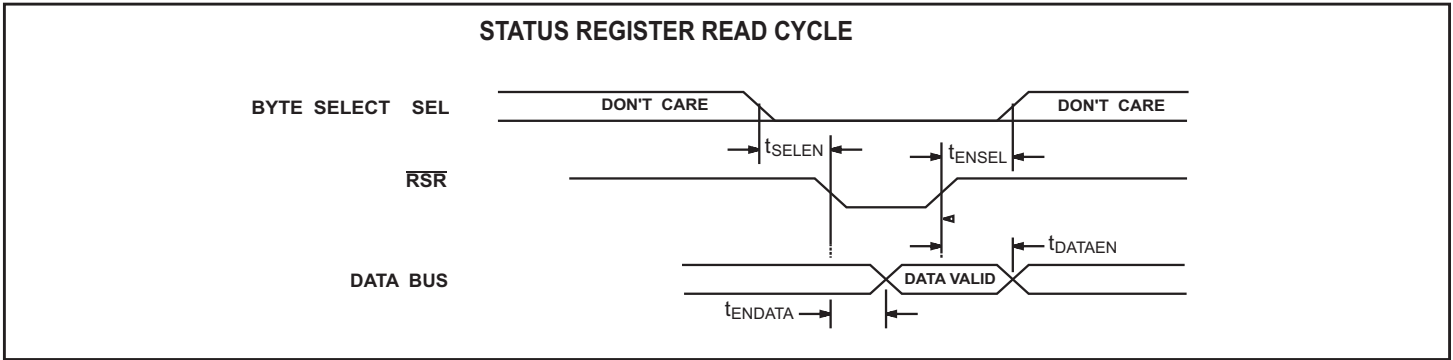 STATUS REGISTER READ CYCLE
BYTE SELECT SEL
DON'T CARE
DON'T CARE
tSELEN
tENSEL
RSR
tDATAEN
DATA BUS
DATA VALID
tENDATA